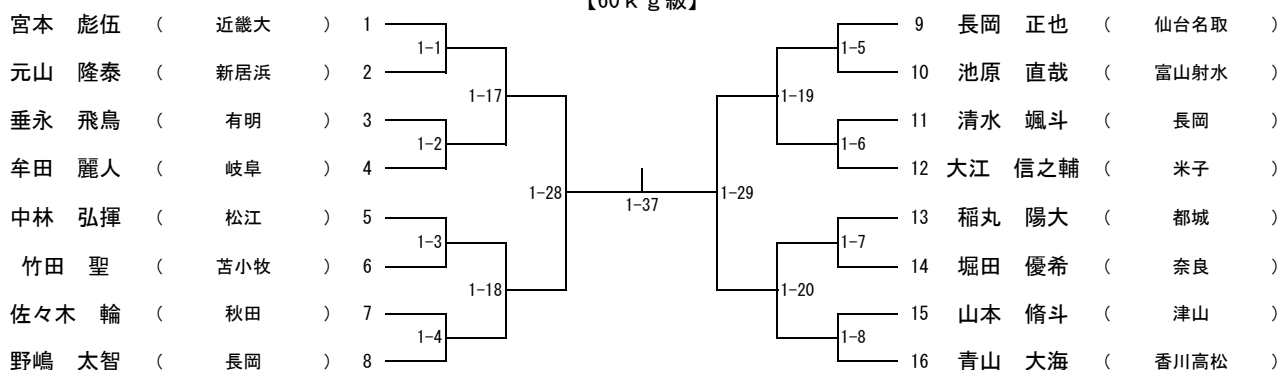 【60ｋｇ級】
宮本　彪伍 （ 近畿大 ） 1
元山　隆泰 （ 新居浜 ） 2
垂永　飛鳥 （ 有明 ） 3
牟田　麗人 （ 岐阜 ） 4
中林　弘揮 （ 松江 ） 5
竹田　聖 （ 苫小牧 ） 6
佐々木　輪 （ 秋田 ） 7
野嶋　太智 （ 長岡 ） 8
1-1
1-2
1-3
1-4
1-17
1-18
1-28
1-37
1-29
1-19
1-20
1-5
1-6
1-7
1-8
9 長岡　正也 （ 仙台名取 ）
10 池原　直哉 （ 富山射水 ）
11 清水　颯斗 （ 長岡 ）
12 大江　信之輔 （ 米子 ）
13 稲丸　陽大 （ 都城 ）
14 堀田　優希 （ 奈良 ）
15 山本　脩斗 （ 津山 ）
16 青山　大海 （ 香川高松 ）